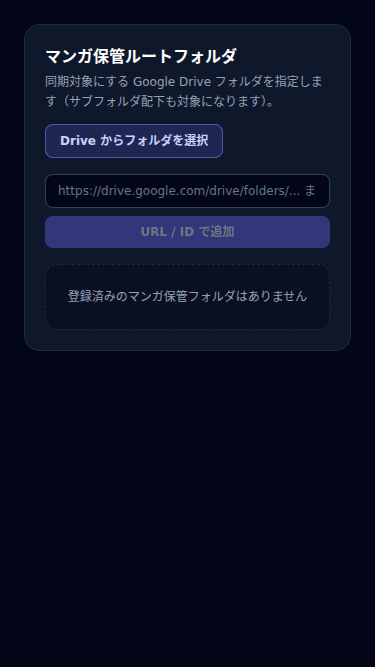 マンガ保管ルートフォルダ
同期対象にする Google Drive フォルダを指定しま
す（サブフォルダ配下も対象になります）。
Drive からフォルダを選択
https://drive.google.com/drive/folders/... ま
URL / ID で追加
登録済みのマンガ保管フォルダはありません